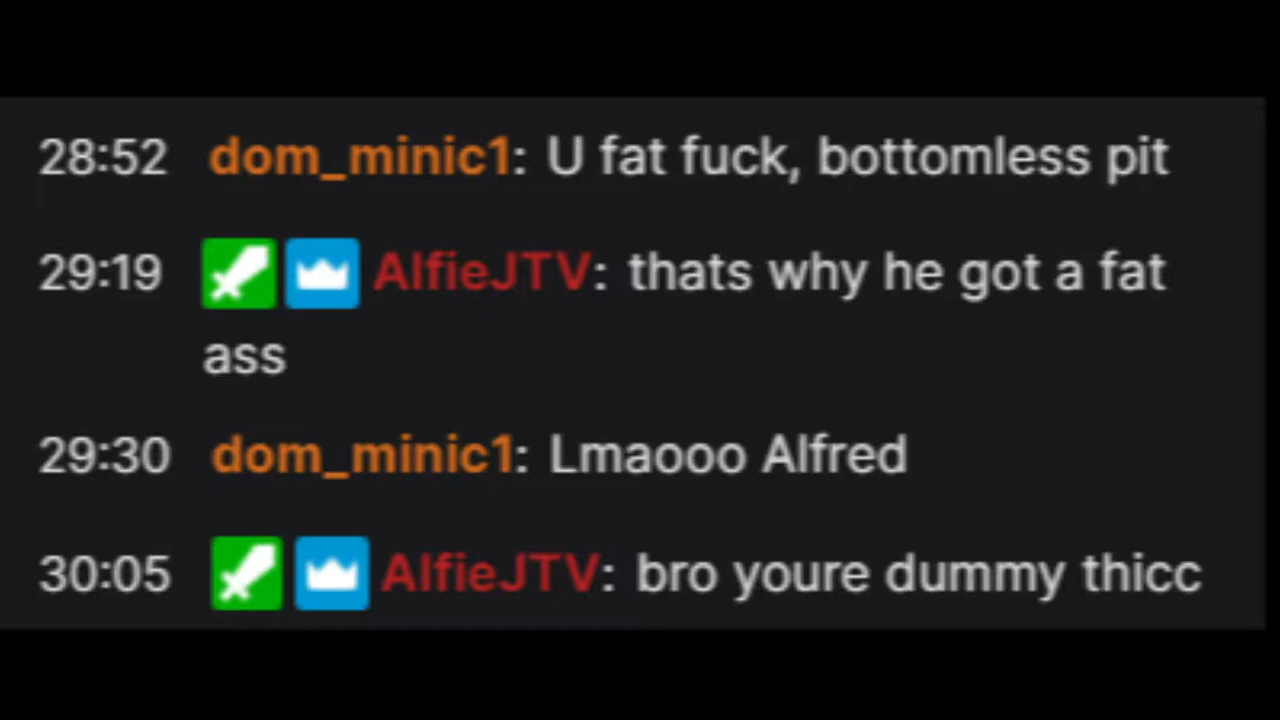 28:52 dom_minic1: U fat fuck, bottomless pit
29:19 AlfieJTV: thats why he got a fat
ass
29:30 dom_minic1: Lmaooo Alfred
30:05 AlfieJTV: bro youre dummy thicc